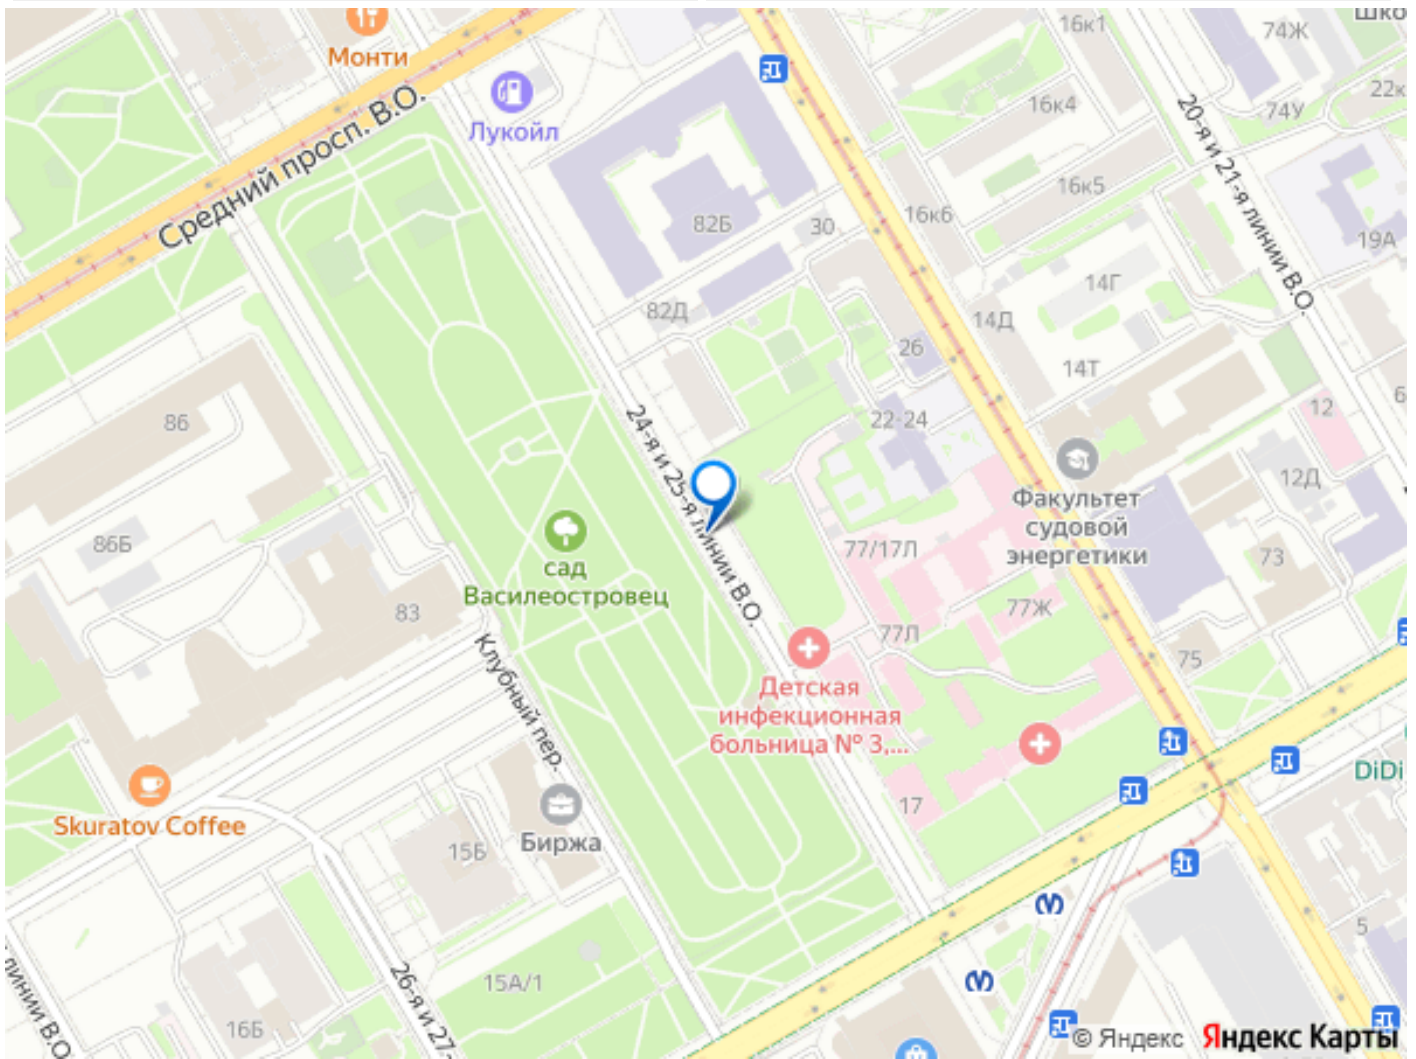 Монти
16к1
74Ж
Шко
22к
Лукойл
16к4
74У
20-я и 21-я линии В.О.
Средний просп. В.О.
16к5
82Б
30
16к6
19А
14Г
82Д
14Д
26
14Т
86
24-я и 25-я линии В.О.
22-24
12
6
12Д
Факультет
судовой
энергетики
86Б
77/17Л
73
сад
Василеостровец
83
77Ж
77Л
75
Клубный пер.
Детская
инфекционная
больница № 3,...
DiDi
17
Skuratov Coffee
15Б
Биржа
5
15А/1
26-я и 27-
линии В.О.
16Б
© Яндекс Яндекс Карты